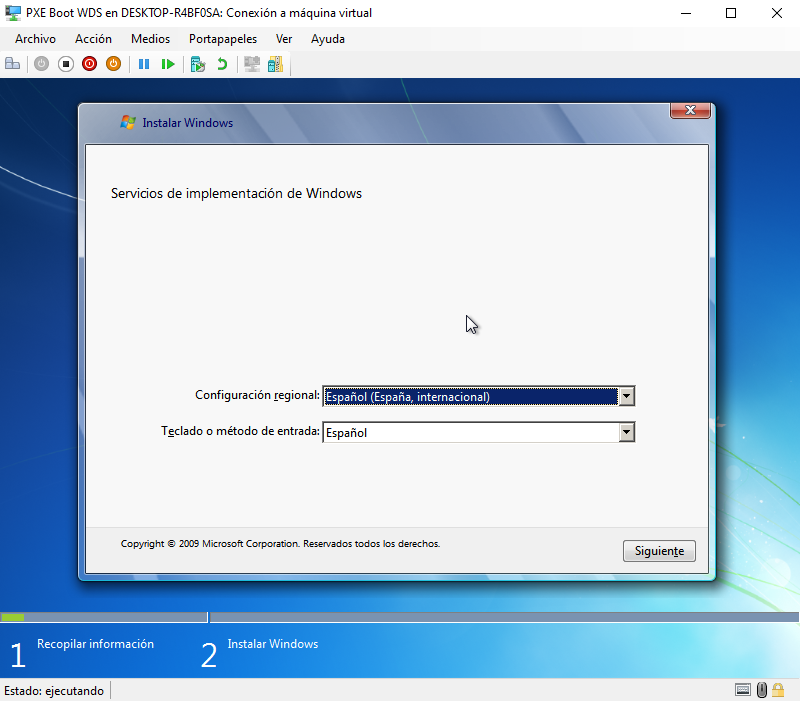 PXE Boot WDS en DESKTOP-R4BF0SA: Conexión a máquina virtual
Archivo Acción Medios Portapapeles Ver Ayuda
Instalar Windows
Servicios de implementación de Windows
Configuración regional: Español (España, internacional)
Teclado o método de entrada: Español
Copyright © 2009 Microsoft Corporation. Reservados todos los derechos.
Siguiente
1 Recopilar información 2 Instalar Windows
Estado: ejecutando